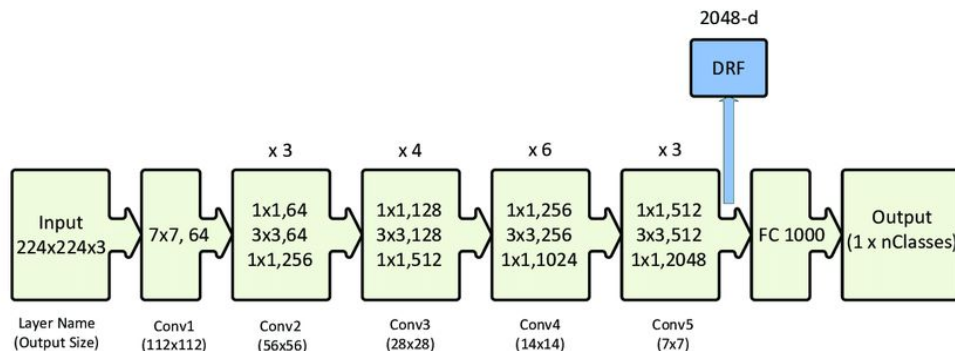 2048-d
DRF
x 3
x 4
x 6
x 3
Input
224x224x3
7x7, 64
1x1,64
3x3,64
1x1,256
1x1,128
3x3,128
1x1,512
1x1,256
3x3,256
1x1,1024
1x1,512
3x3,512
1x1,2048
FC 1000
Output
(1 x nClasses)
Layer Name
(Output Size)
Conv1
(112x112)
Conv2
(56x56)
Conv3
(28x28)
Conv4
(14x14)
Conv5
(7x7)